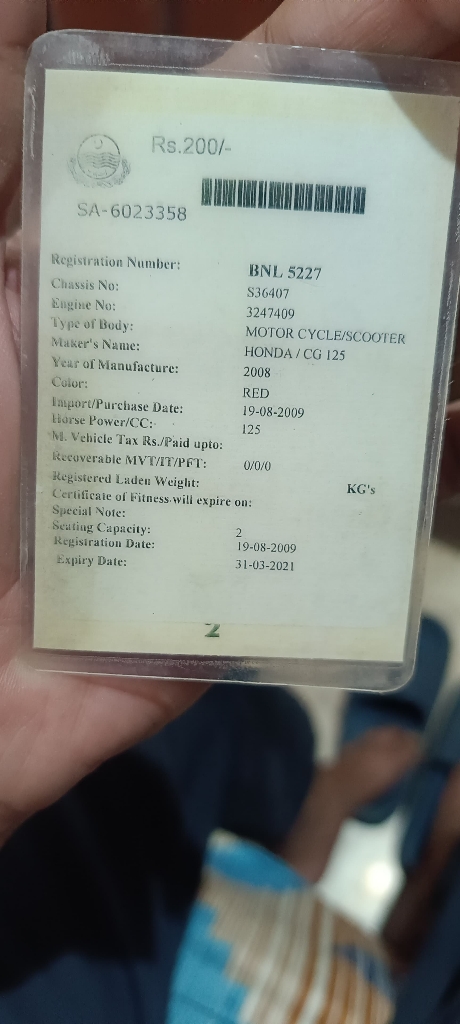 Rs.200/-
SA-6023358
Registration Number: BNL 5227
Chassis No: S36407
Engine No: 3247409
Type of Body: MOTOR CYCLE/SCOOTER
Maker's Name: HONDA / CG 125
Year of Manufacture: 2008
Color: RED
Import/Purchase Date: 19-08-2009
Horse Power/CC: 125
M. Vehicle Tax Rs./Paid upto:
Recoverable MVT/IT/PFT: 0/0/0
Registered Laden Weight: KG's
Certificate of Fitness will expire on:
Special Note:
Seating Capacity: 2
Registration Date: 19-08-2009
Expiry Date: 31-03-2021